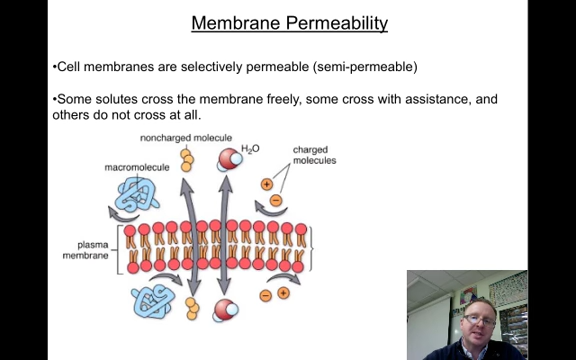 Membrane Permeability
•Cell membranes are selectively permeable (semi-permeable)
•Some solutes cross the membrane freely, some cross with assistance, and
others do not cross at all.
noncharged molecule
H₂O
charged
molecules
macromolecule
+
−
plasma
membrane
−
+